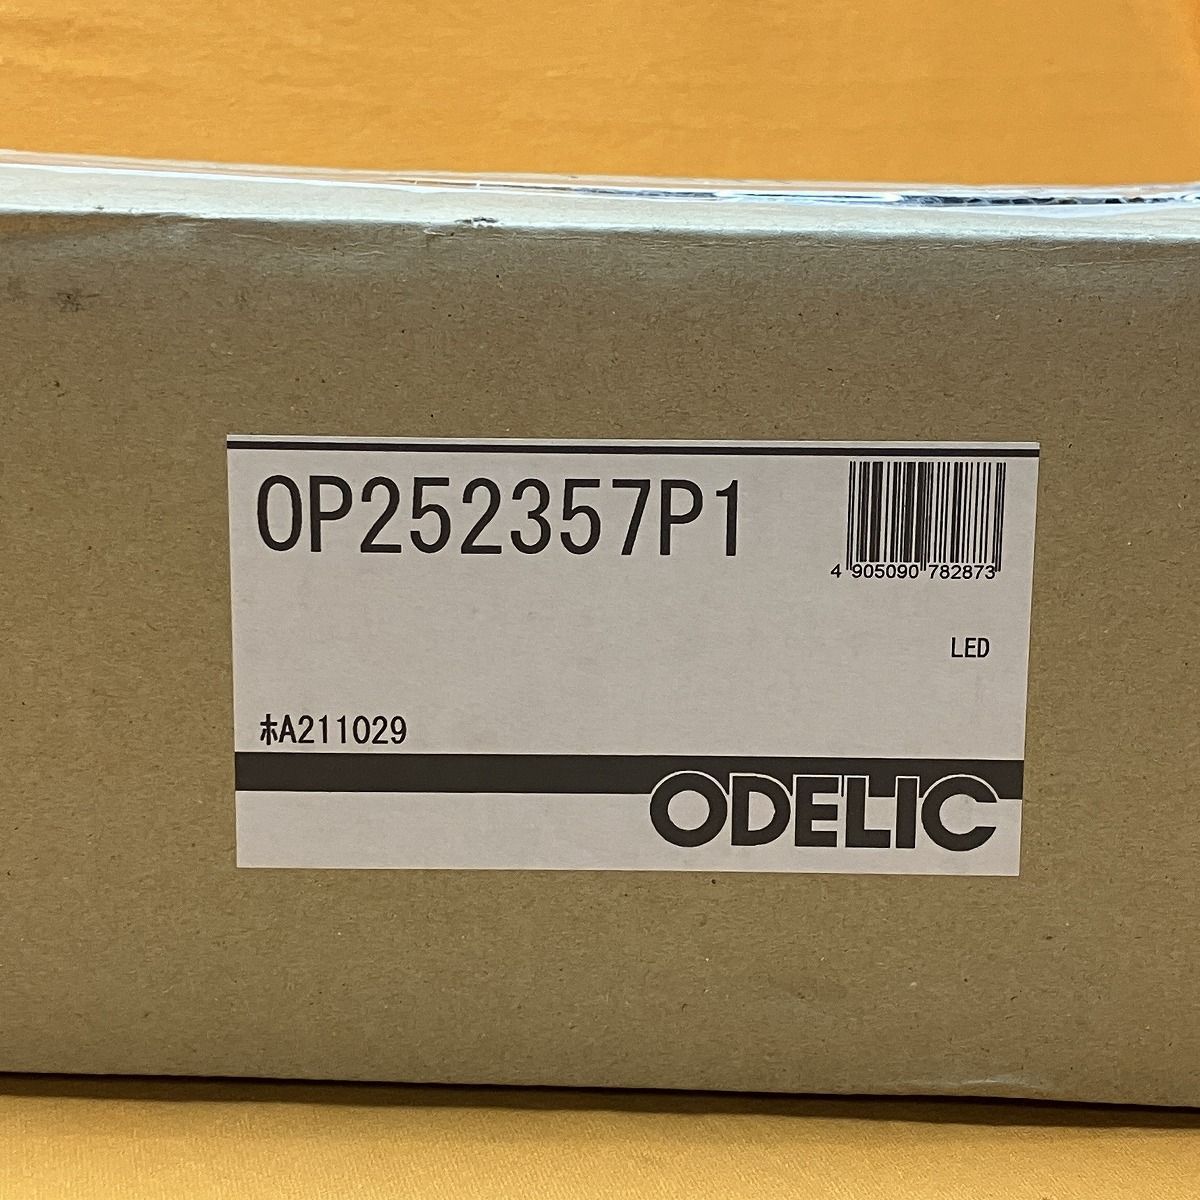 OP252357P1
4 905090 782873
LED
ホA211029
ODELIC